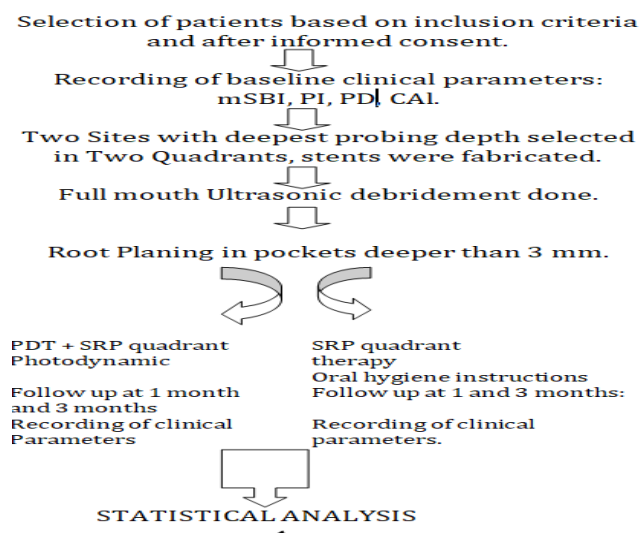 Selection of patients based on inclusion criteria
and after informed consent.
Recording of baseline clinical parameters:
mSBI, PI, PD, CAl.
Two Sites with deepest probing depth selected
in Two Quadrants, stents were fabricated.
Full mouth Ultrasonic debridement done.
Root Planing in pockets deeper than 3 mm.
PDT + SRP quadrant
Photodynamic
Follow up at 1 month
and 3 months
Recording of clinical
Parameters
SRP quadrant
therapy
Oral hygiene instructions
Follow up at 1 and 3 months:
Recording of clinical
parameters.
STATISTICAL ANALYSIS